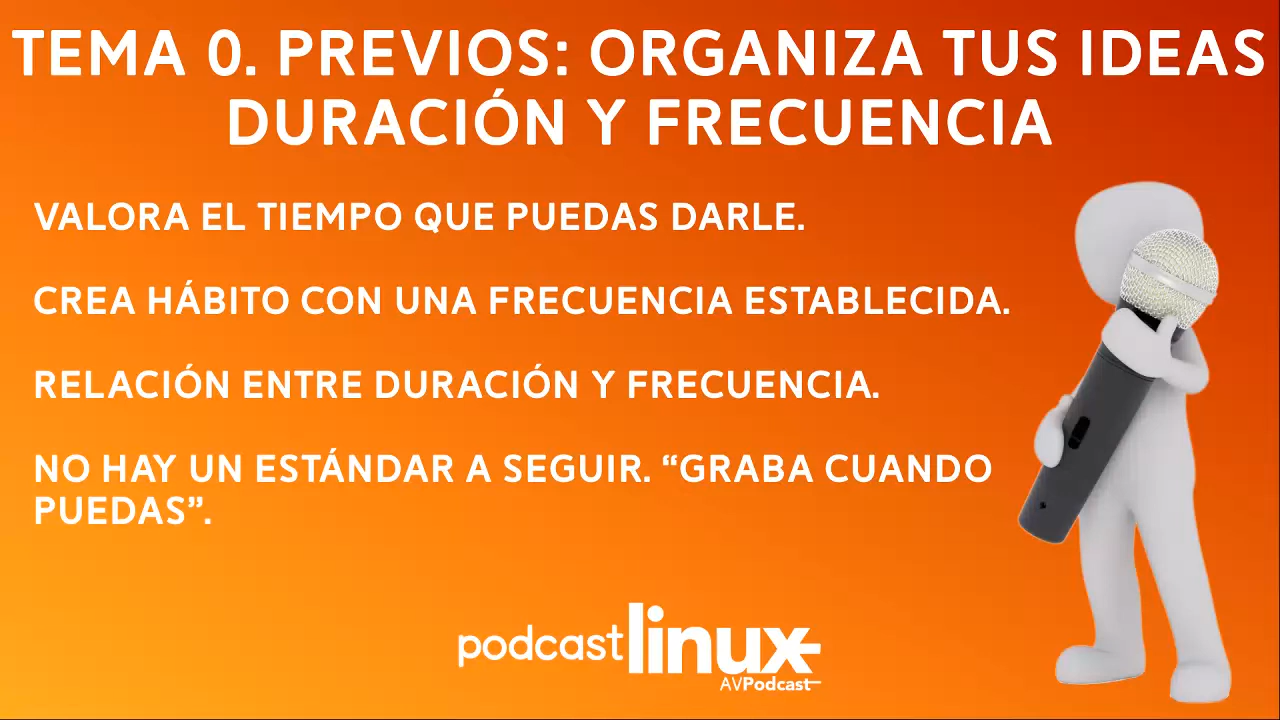 TEMA 0. PREVIOS: ORGANIZA TUS IDEAS
DURACIÓN Y FRECUENCIA
VALORA EL TIEMPO QUE PUEDAS DARLE.
CREA HÁBITO CON UNA FRECUENCIA ESTABLECIDA.
RELACIÓN ENTRE DURACIÓN Y FRECUENCIA.
NO HAY UN ESTÁNDAR A SEGUIR. “GRABA CUANDO
PUEDAS”.
podcastlinux
AVPodcast